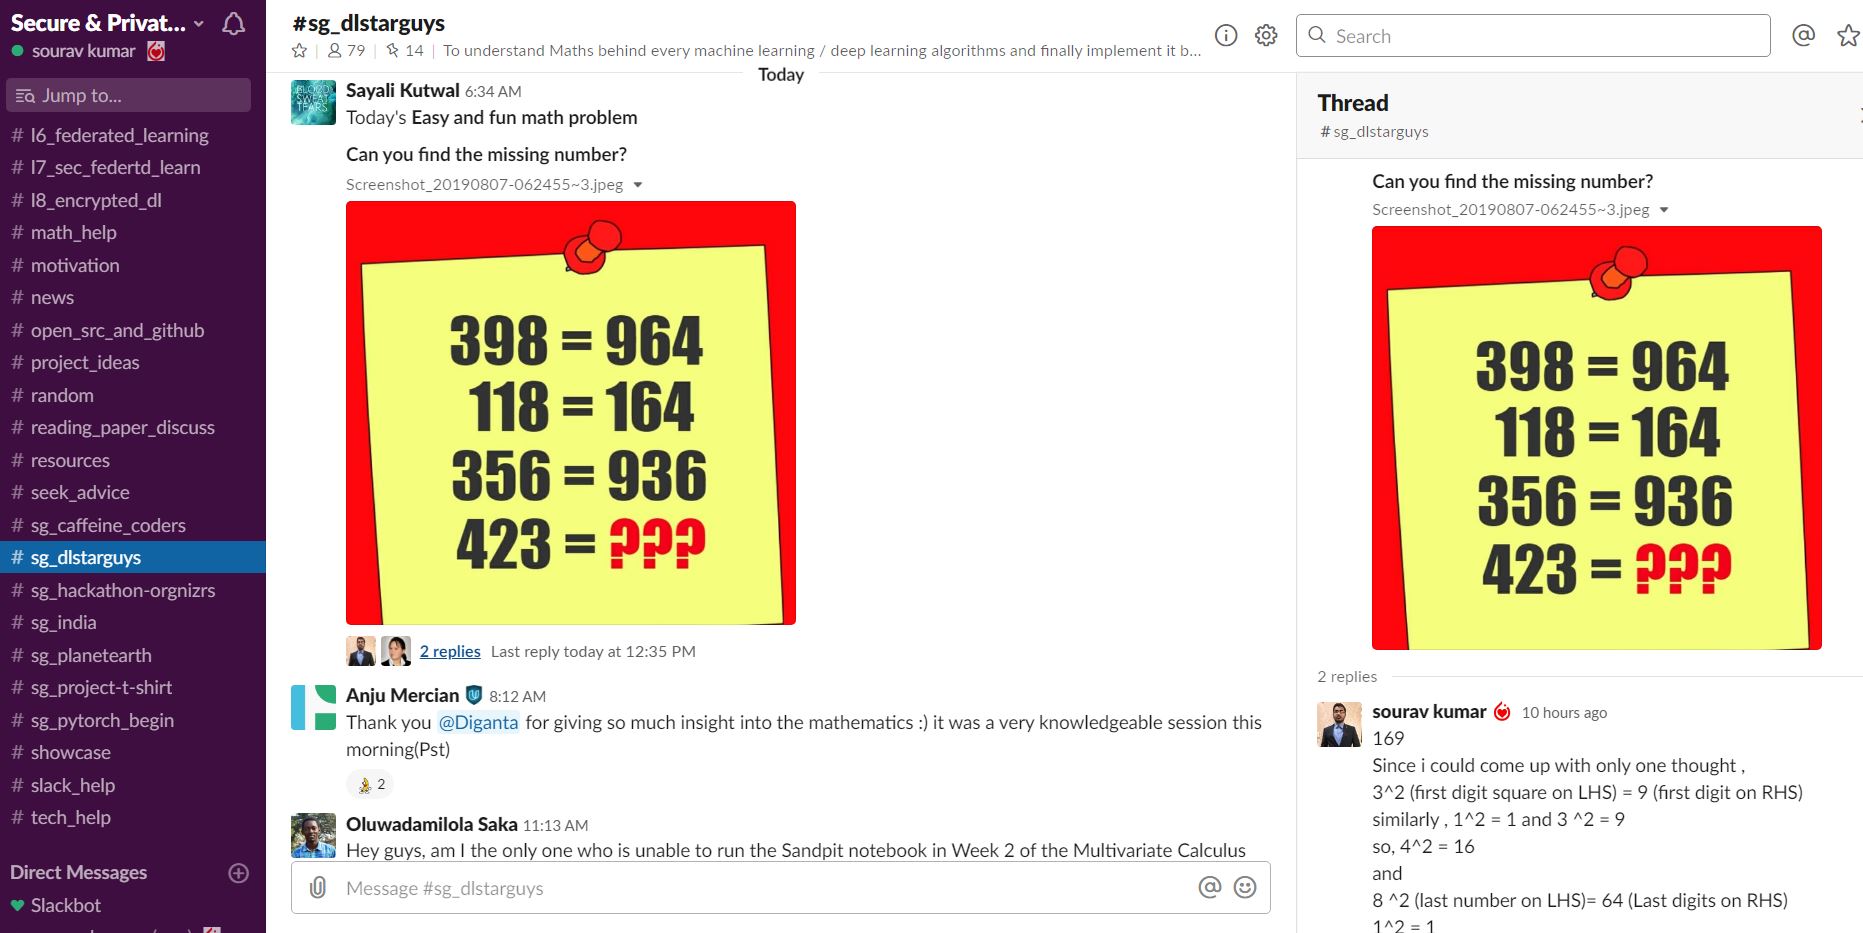 Secure & Privat...
sourav kumar
Jump to...
# l6_federated_learning
# l7_sec_federtd_learn
# l8_encrypted_dl
# math_help
# motivation
# news
# open_src_and_github
# project_ideas
# random
# reading_paper_discuss
# resources
# seek_advice
# sg_caffeine_coders
# sg_dlstarguys
# sg_hackathon-orgnizrs
# sg_india
# sg_planetearth
# sg_project-t-shirt
# sg_pytorch_begin
# showcase
# slack_help
# tech_help
Direct Messages
Slackbot
#sg_dlstarguys
79 | 14 | To understand Maths behind every machine learning / deep learning algorithms and finally implement it b...
Search
Today
Sayali Kutwal 6:34 AM
BLOOD
SWEAT
TEARS
Today's Easy and fun math problem
Can you find the missing number?
Screenshot_20190807-062455~3.jpeg
398 = 964
118 = 164
356 = 936
423 = ???
2 replies Last reply today at 12:35 PM
Anju Mercian 8:12 AM
Thank you @Diganta for giving so much insight into the mathematics :) it was a very knowledgeable session this
morning(Pst)
2
Oluwadamilola Saka 11:13 AM
Hey guys, am I the only one who is unable to run the Sandpit notebook in Week 2 of the Multivariate Calculus
Message #sg_dlstarguys
Thread
#sg_dlstarguys
Can you find the missing number?
Screenshot_20190807-062455~3.jpeg
398 = 964
118 = 164
356 = 936
423 = ???
2 replies
sourav kumar 10 hours ago
169
Since i could come up with only one thought ,
3^2 (first digit square on LHS) = 9 (first digit on RHS)
similarly , 1^2 = 1 and 3 ^2 = 9
so, 4^2 = 16
and
8 ^2 (last number on LHS)= 64 (Last digits on RHS)
1^2 = 1